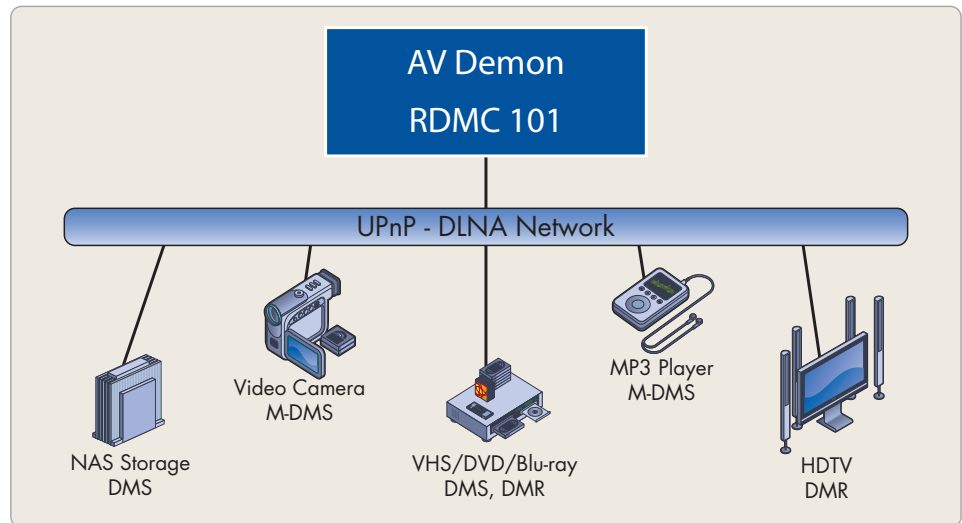 AV Demon
RDMC 101
UPnP - DLNA Network
Video Camera
M-DMS
MP3 Player
M-DMS
NAS Storage
DMS
VHS/DVD/Blu-ray
DMS, DMR
HDTV
DMR